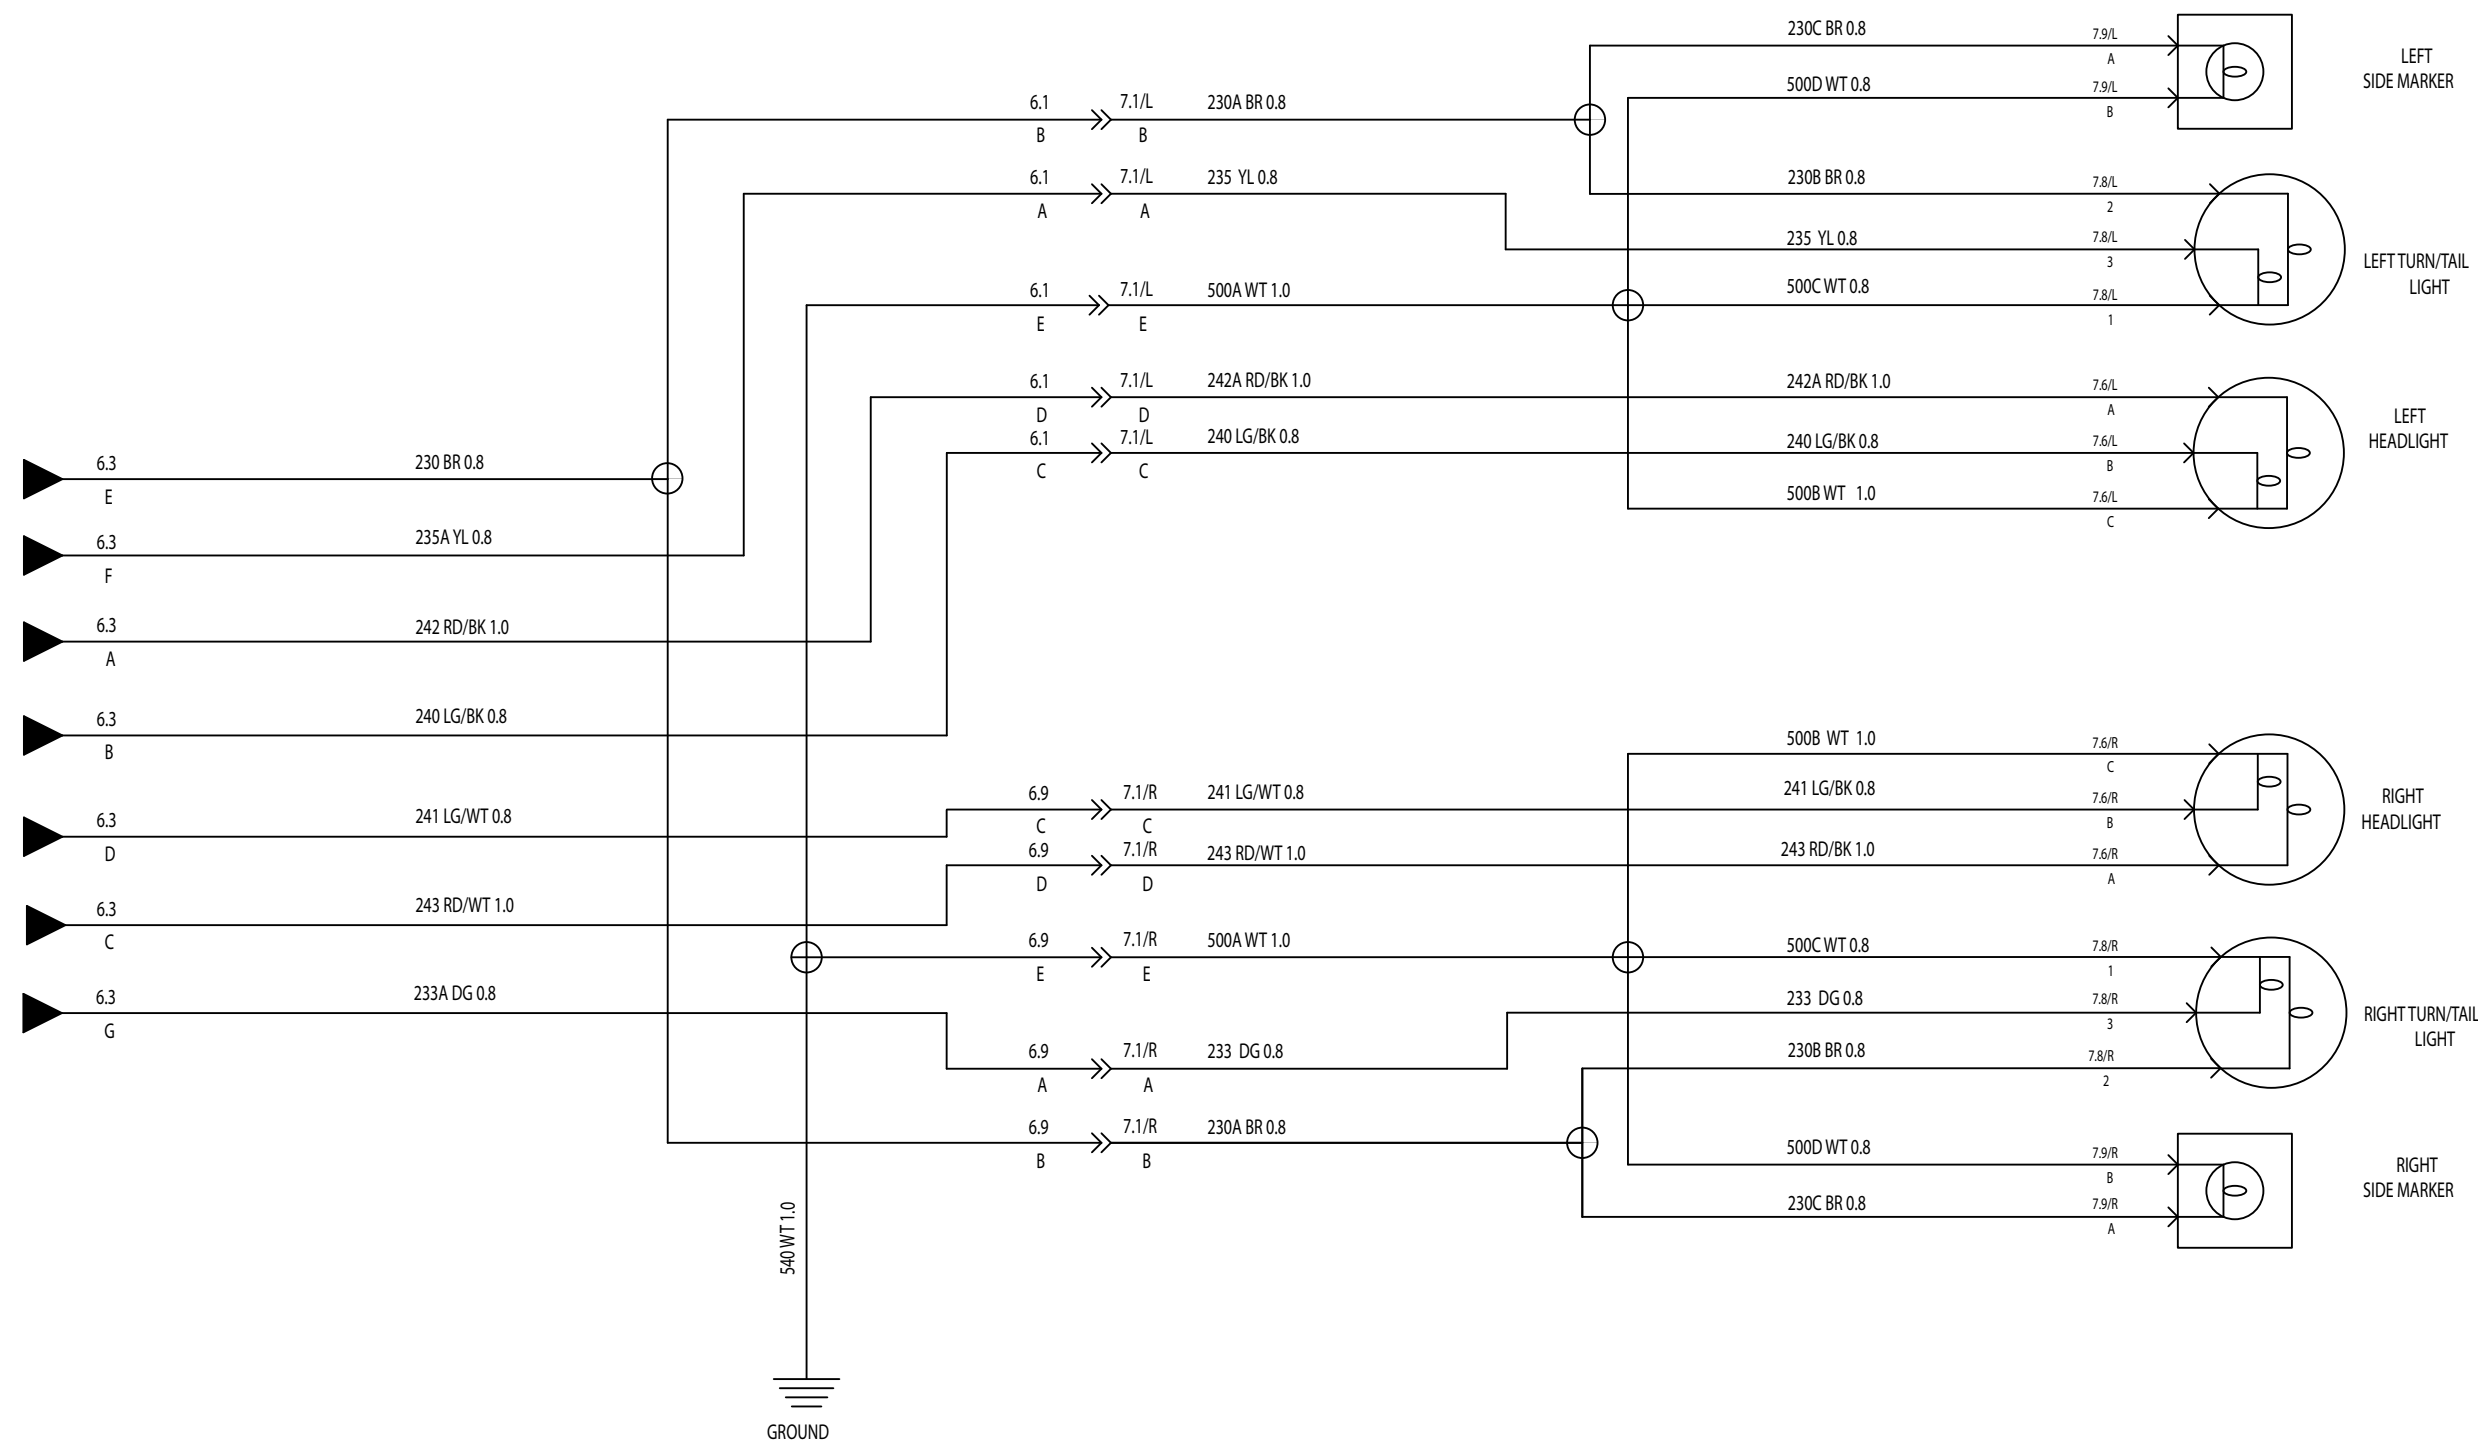 230C BR 0.8
7.9/L
A
LEFT
SIDE MARKER
500D WT 0.8
7.9/L
B
6.1
B
7.1/L
B
230A BR 0.8
6.1
A
7.1/L
A
235 YL 0.8
230B BR 0.8
7.8/L
2
235 YL 0.8
7.8/L
3
LEFT TURN/TAIL
LIGHT
6.1
E
7.1/L
E
500A WT 1.0
500C WT 0.8
7.8/L
1
6.1
D
7.1/L
D
242A RD/BK 1.0
242A RD/BK 1.0
7.6/L
A
LEFT
HEADLIGHT
6.1
C
7.1/L
C
240 LG/BK 0.8
240 LG/BK 0.8
7.6/L
B
500B WT 1.0
7.6/L
C
6.3
E
230 BR 0.8
6.3
F
235A YL 0.8
6.3
A
242 RD/BK 1.0
6.3
B
240 LG/BK 0.8
500B WT 1.0
7.6/R
C
6.3
D
241 LG/WT 0.8
6.9
C
7.1/R
C
241 LG/WT 0.8
241 LG/BK 0.8
7.6/R
B
RIGHT
HEADLIGHT
6.9
D
7.1/R
D
243 RD/WT 1.0
243 RD/BK 1.0
7.6/R
A
6.3
C
243 RD/WT 1.0
6.9
E
7.1/R
E
500A WT 1.0
500C WT 0.8
7.8/R
1
6.3
G
233A DG 0.8
233 DG 0.8
7.8/R
3
RIGHT TURN/TAIL
LIGHT
6.9
A
7.1/R
A
233 DG 0.8
230B BR 0.8
7.8/R
2
6.9
B
7.1/R
B
230A BR 0.8
500D WT 0.8
7.9/R
B
RIGHT
SIDE MARKER
230C BR 0.8
7.9/R
A
540 WT 1.0
GROUND